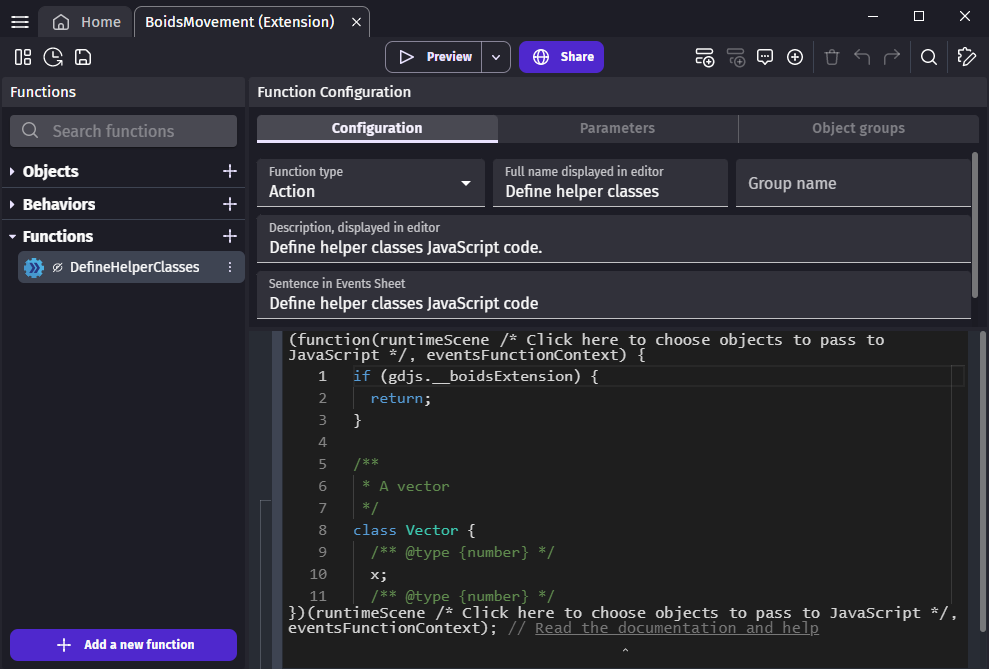 Home
BoidsMovement (Extension)
Preview
Share
Functions
Search functions
Objects
Behaviors
Functions
DefineHelperClasses
Add a new function
Function Configuration
Configuration
Parameters
Object groups
Function type
Action
Full name displayed in editor
Define helper classes
Group name
Description, displayed in editor
Define helper classes JavaScript code.
Sentence in Events Sheet
Define helper classes JavaScript code
(function(runtimeScene /* Click here to choose objects to pass to
JavaScript */, eventsFunctionContext) {
1 if (gdjs.__boidsExtension) {
2 return;
3 }
4
5 /**
6 * A vector
7 */
8 class Vector {
9 /** @type {number} */
10 x;
11 /** @type {number} */
})(runtimeScene /* Click here to choose objects to pass to JavaScript */,
eventsFunctionContext); // Read the documentation and help